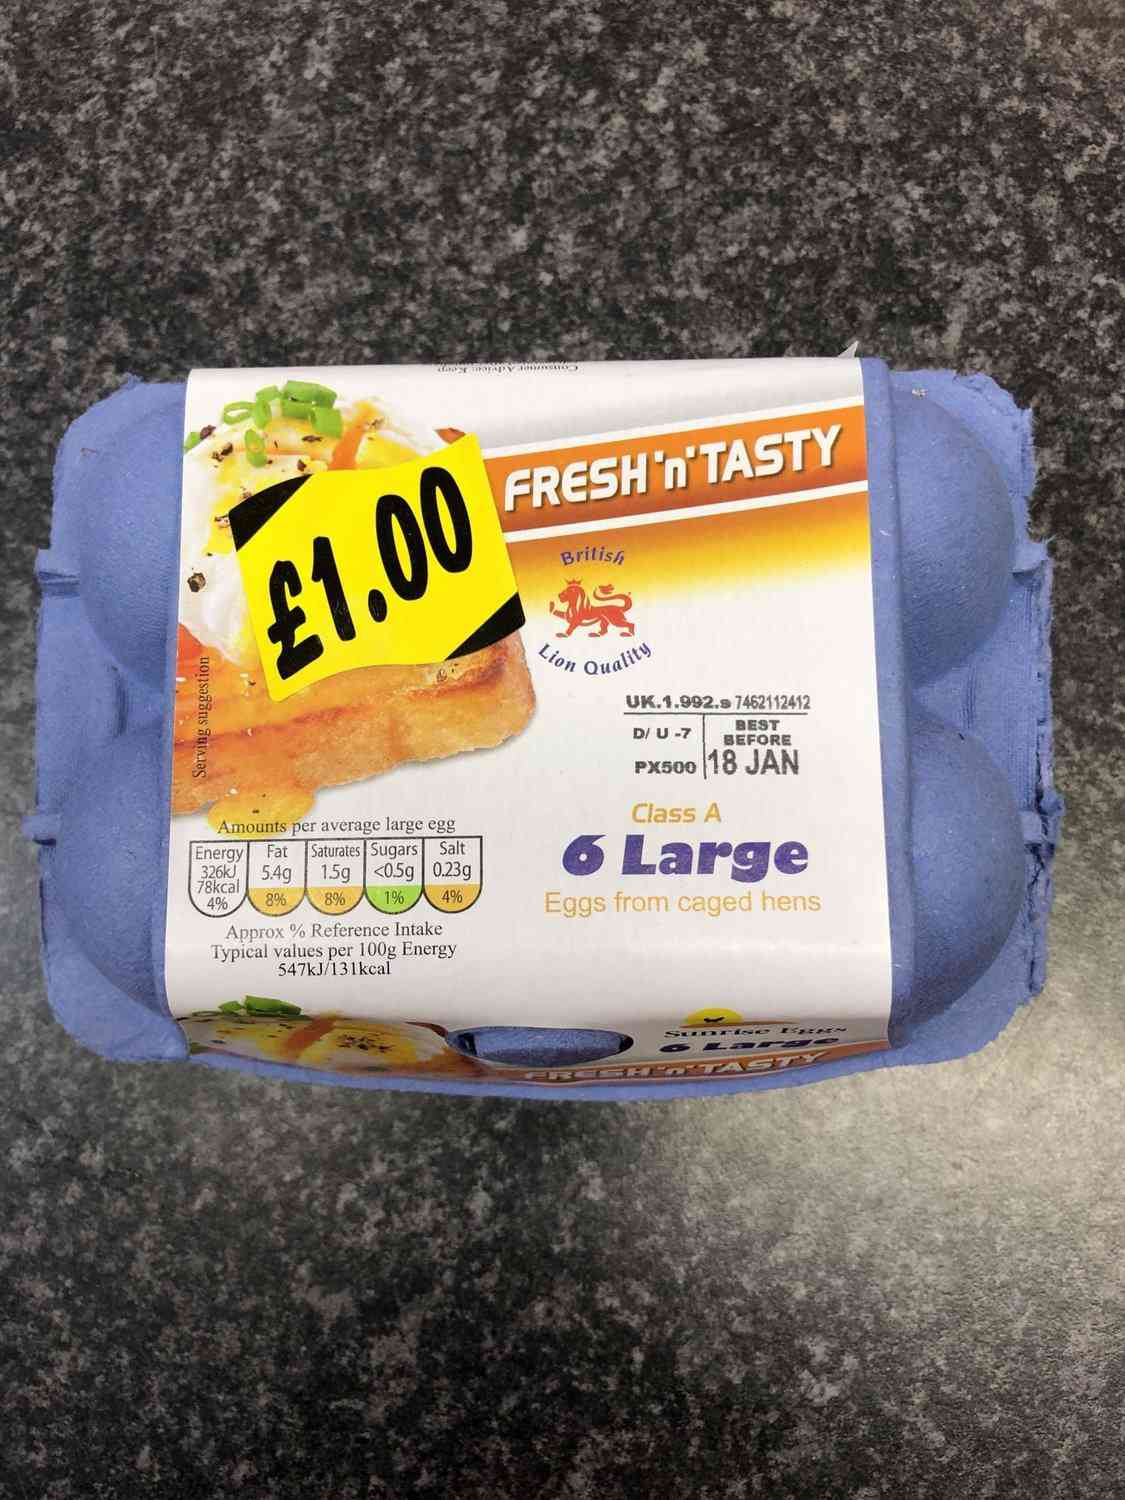 Consumer Advice: Keep
FRESH 'n' TASTY
£1.00
British
Lion Quality
Serving suggestion
UK.1.992.s 7462112412
D/ U -7
BEST
BEFORE
PX500
18 JAN
Class A
6 Large
Eggs from caged hens
Amounts per average large egg
Energy Fat Saturates Sugars Salt
326kJ 5.4g 1.5g <0.5g 0.23g
78kcal
4% 8% 8% 1% 4%
Approx % Reference Intake
Typical values per 100g Energy
547kJ/131kcal
Sunrise Eggs
6 Large
FRESH 'n' TASTY